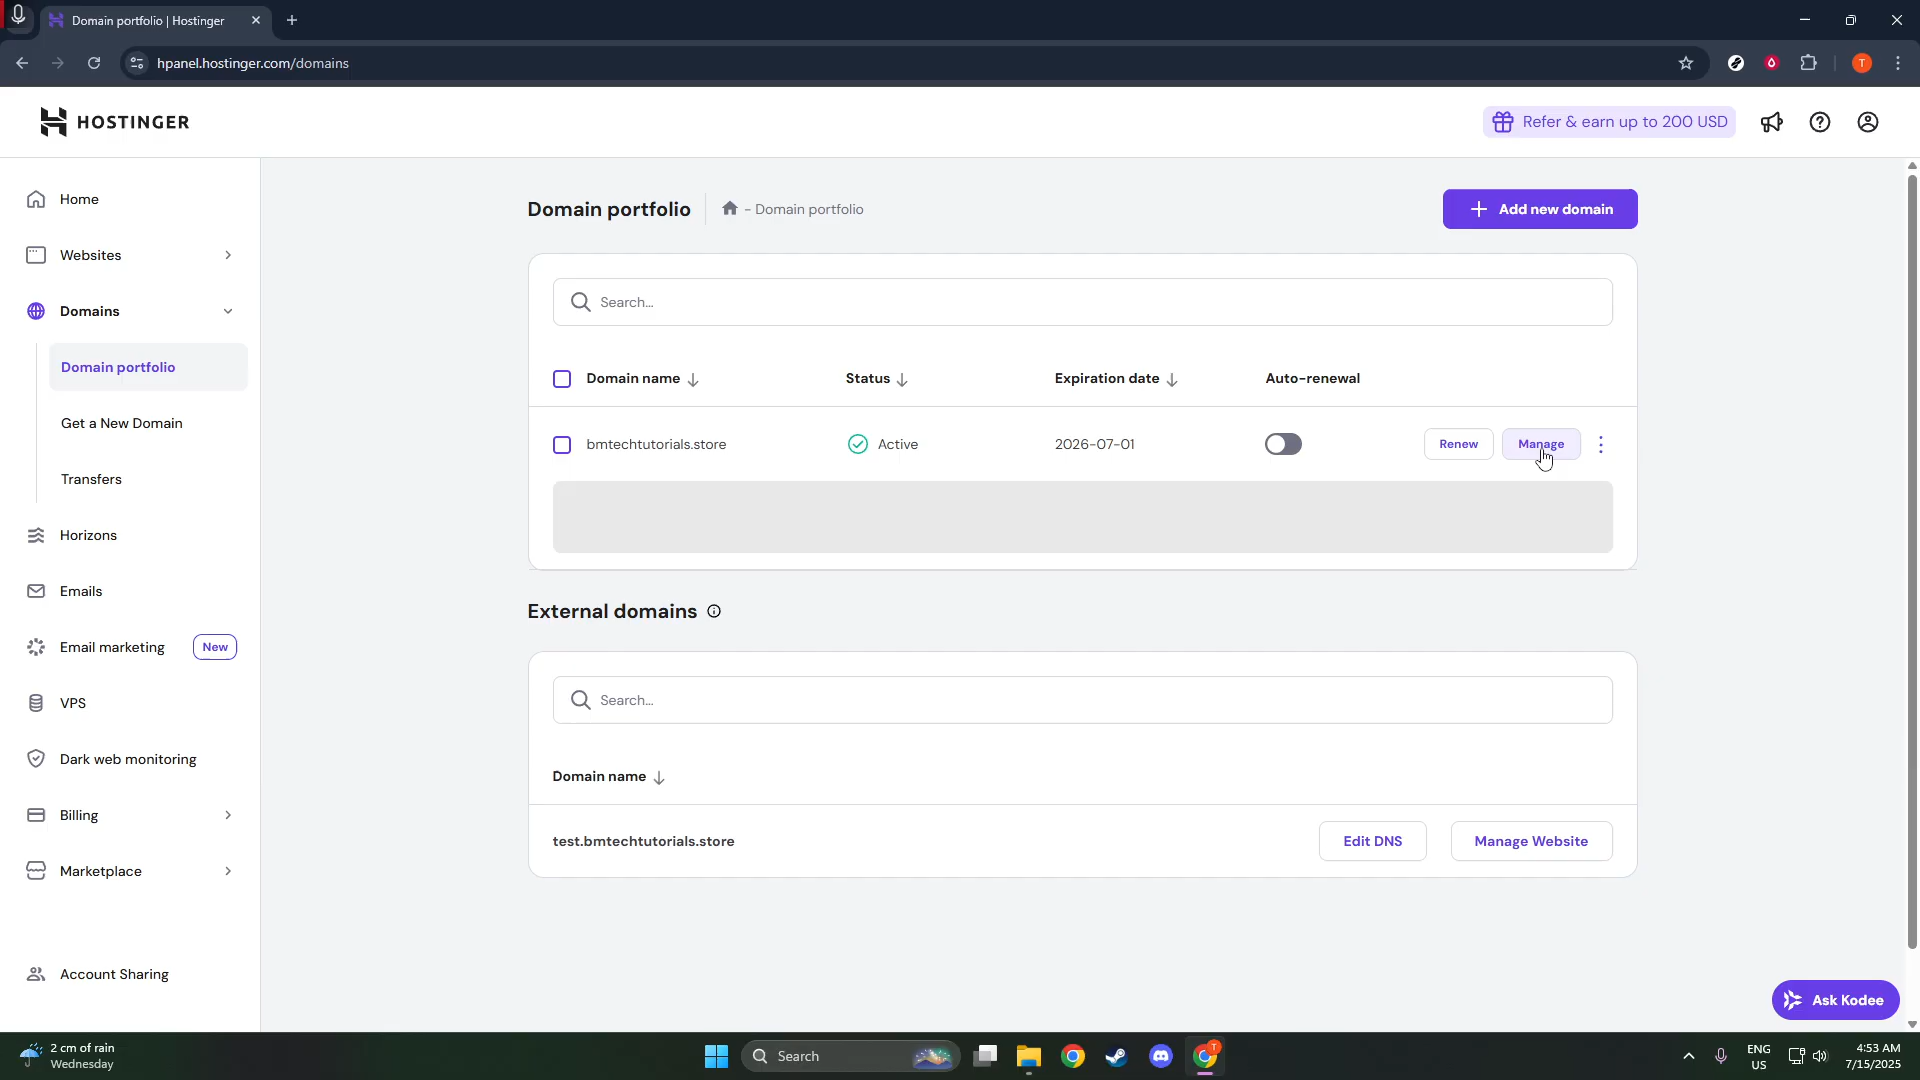 Domain portfolio | Hostinger
hpanel.hostinger.com/domains
T
HOSTINGER
Refer & earn up to 200 USD
Home
Websites
Domains
Domain portfolio
Get a New Domain
Transfers
Horizons
Emails
Email marketing New
VPS
Dark web monitoring
Billing
Marketplace
Account Sharing
Domain portfolio - Domain portfolio
Add new domain
Search...
Domain name Status Expiration date Auto-renewal
bmtechtutorials.store Active 2026-07-01 Renew Manage
External domains
Search...
Domain name
test.bmtechtutorials.store Edit DNS Manage Website
Ask Kodee
2 cm of rain
Wednesday
Search
T
ENG
US
4:53 AM
7/15/2025